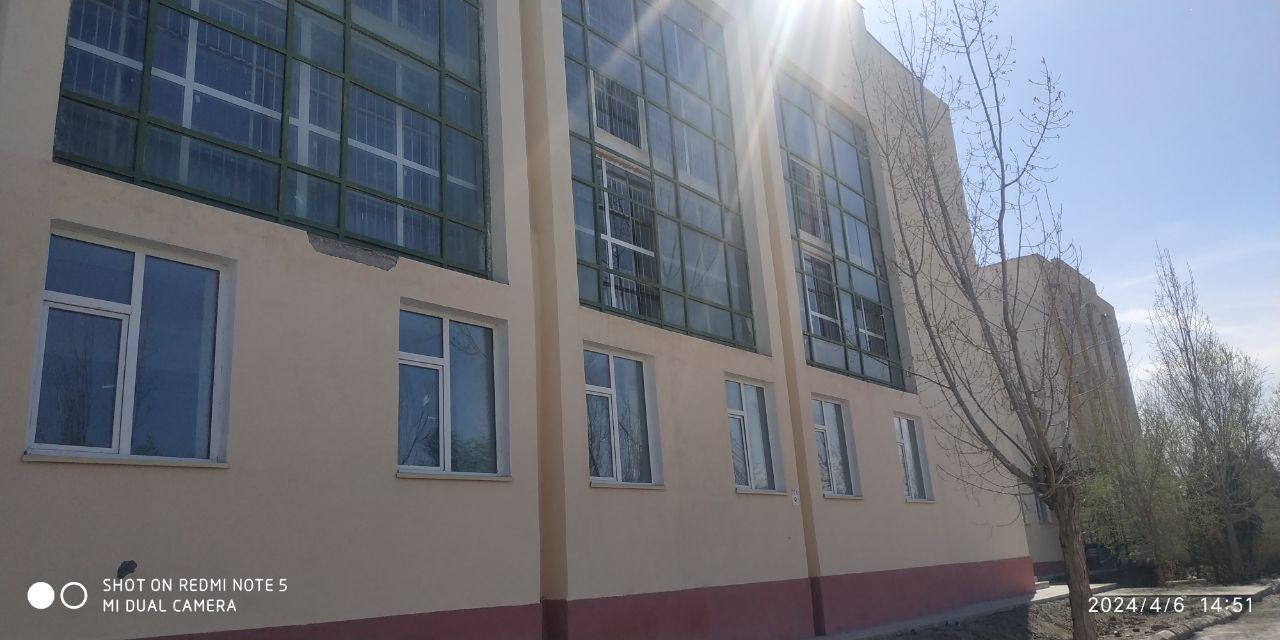 SHOT ON REDMI NOTE 5
MI DUAL CAMERA
2024/4/6 14:51